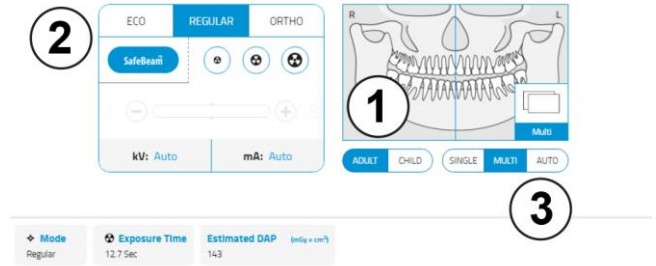 ECO REGULAR ORTHO
2
SafeBeam™
R L
1
Multi
kV: Auto mA: Auto
ADULT CHILD SINGLE MULTI AUTO
3
Mode
Regular
Exposure Time
12.7 Sec
Estimated DAP (mGy × cm²)
143